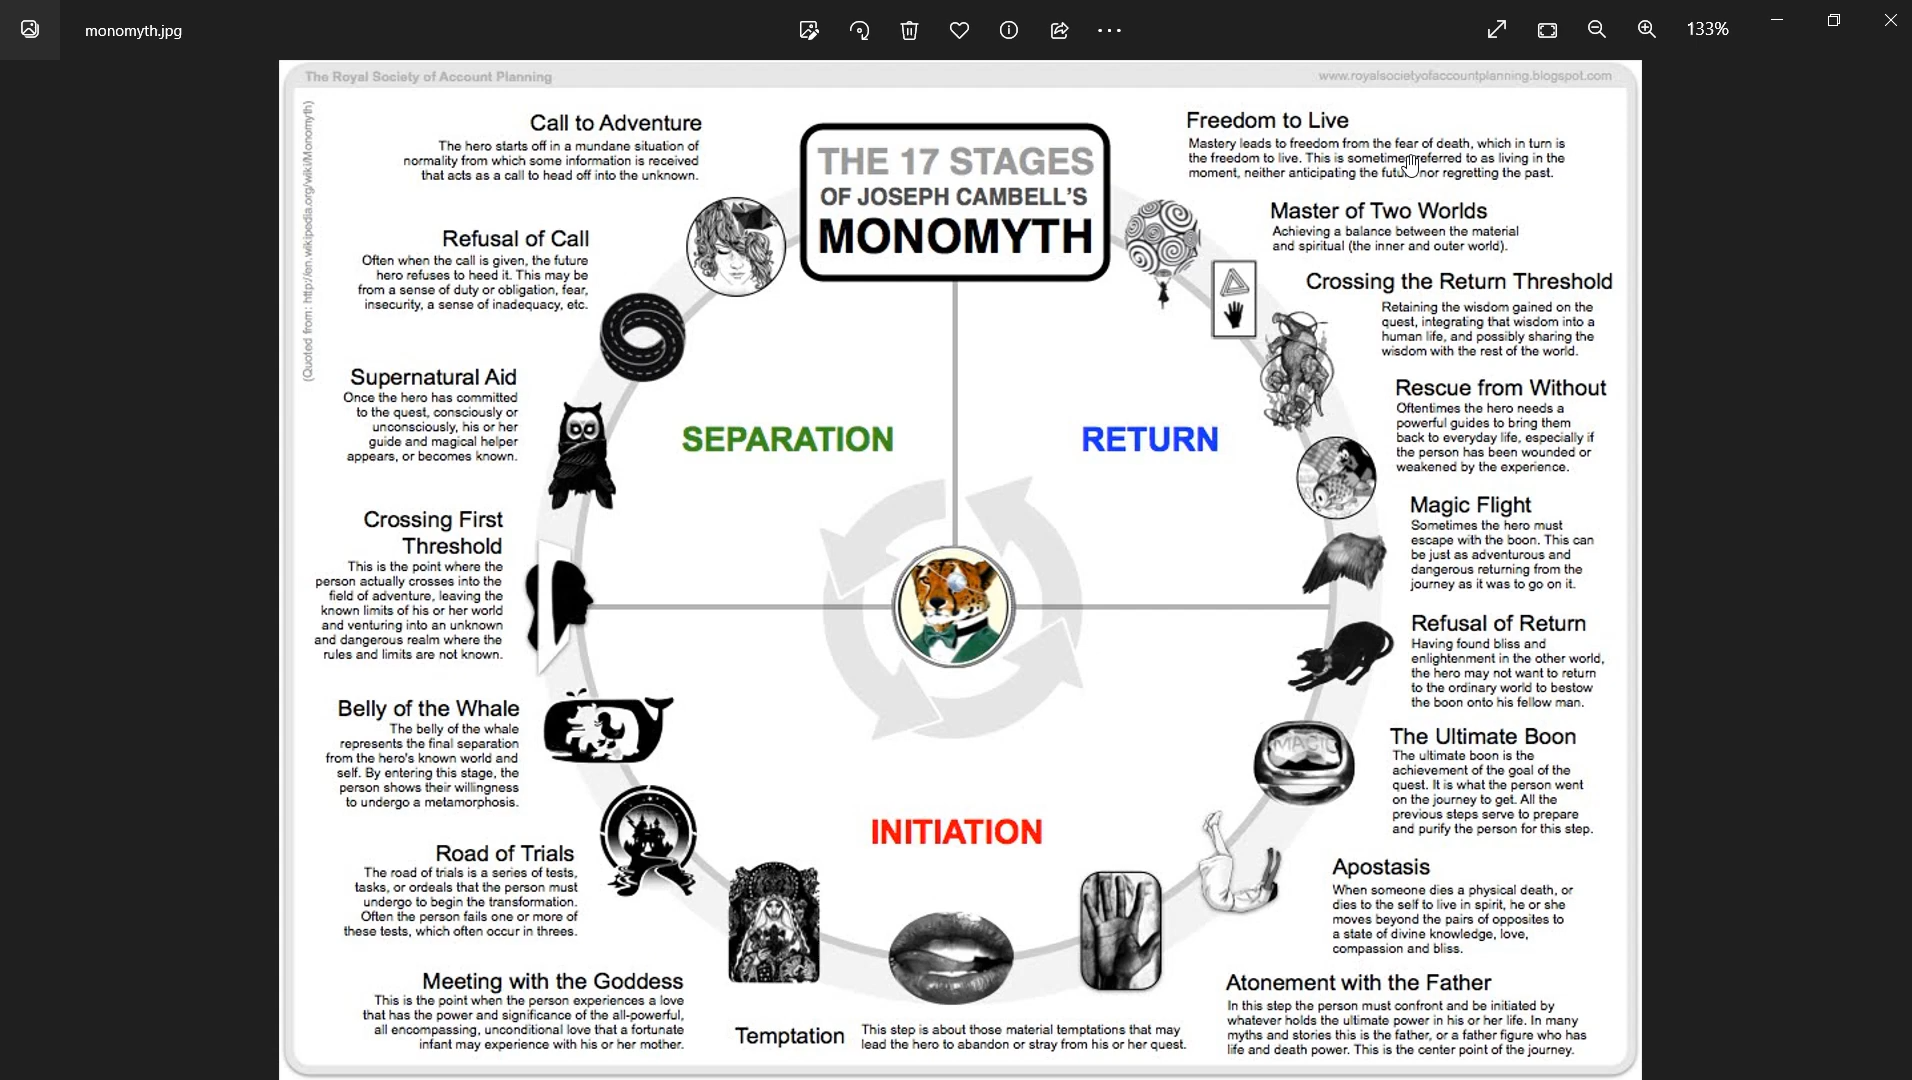 monomyth.jpg
133%
The Royal Society of Account Planning
www.royalsocietyofaccountplanning.blogspot.com
(Quoted from: http://en.wikipedia.org/wiki/Monomyth)
THE 17 STAGES
OF JOSEPH CAMBELL'S
MONOMYTH
Call to Adventure
The hero starts off in a mundane situation of
normality from which some information is received
that acts as a call to head off into the unknown.
Refusal of Call
Often when the call is given, the future
hero refuses to heed it. This may be
from a sense of duty or obligation, fear,
insecurity, a sense of inadequacy, etc.
Supernatural Aid
Once the hero has committed
to the quest, consciously or
unconsciously, his or her
guide and magical helper
appears, or becomes known.
Crossing First
Threshold
This is the point where the
person actually crosses into the
field of adventure, leaving the
known limits of his or her world
and venturing into an unknown
and dangerous realm where the
rules and limits are not known.
Belly of the Whale
The belly of the whale
represents the final separation
from the hero's known world and
self. By entering this stage, the
person shows their willingness
to undergo a metamorphosis.
Road of Trials
The road of trials is a series of tests,
tasks, or ordeals that the person must
undergo to begin the transformation.
Often the person fails one or more of
these tests, which often occur in threes.
Meeting with the Goddess
This is the point when the person experiences a love
that has the power and significance of the all-powerful,
all encompassing, unconditional love that a fortunate
infant may experience with his or her mother.
Temptation
This step is about those material temptations that may
lead the hero to abandon or stray from his or her quest.
SEPARATION
RETURN
INITIATION
Freedom to Live
Mastery leads to freedom from the fear of death, which in turn is
the freedom to live. This is sometimes referred to as living in the
moment, neither anticipating the future nor regretting the past.
Master of Two Worlds
Achieving a balance between the material
and spiritual (the inner and outer world).
Crossing the Return Threshold
Retaining the wisdom gained on the
quest, integrating that wisdom into a
human life, and possibly sharing the
wisdom with the rest of the world.
Rescue from Without
Oftentimes the hero needs a
powerful guides to bring them
back to everyday life, especially if
the person has been wounded or
weakened by the experience.
Magic Flight
Sometimes the hero must
escape with the boon. This can
be just as adventurous and
dangerous returning from the
journey as it was to go on it.
Refusal of Return
Having found bliss and
enlightenment in the other world,
the hero may not want to return
to the ordinary world to bestow
the boon onto his fellow man.
MAGIC
The Ultimate Boon
The ultimate boon is the
achievement of the goal of the
quest. It is what the person went
on the journey to get. All the
previous steps serve to prepare
and purify the person for this step.
Apostasis
When someone dies a physical death, or
dies to the self to live in spirit, he or she
moves beyond the pairs of opposites to
a state of divine knowledge, love,
compassion and bliss.
Atonement with the Father
In this step the person must confront and be initiated by
whatever holds the ultimate power in his or her life. In many
myths and stories this is the father, or a father figure who has
life and death power. This is the center point of the journey.